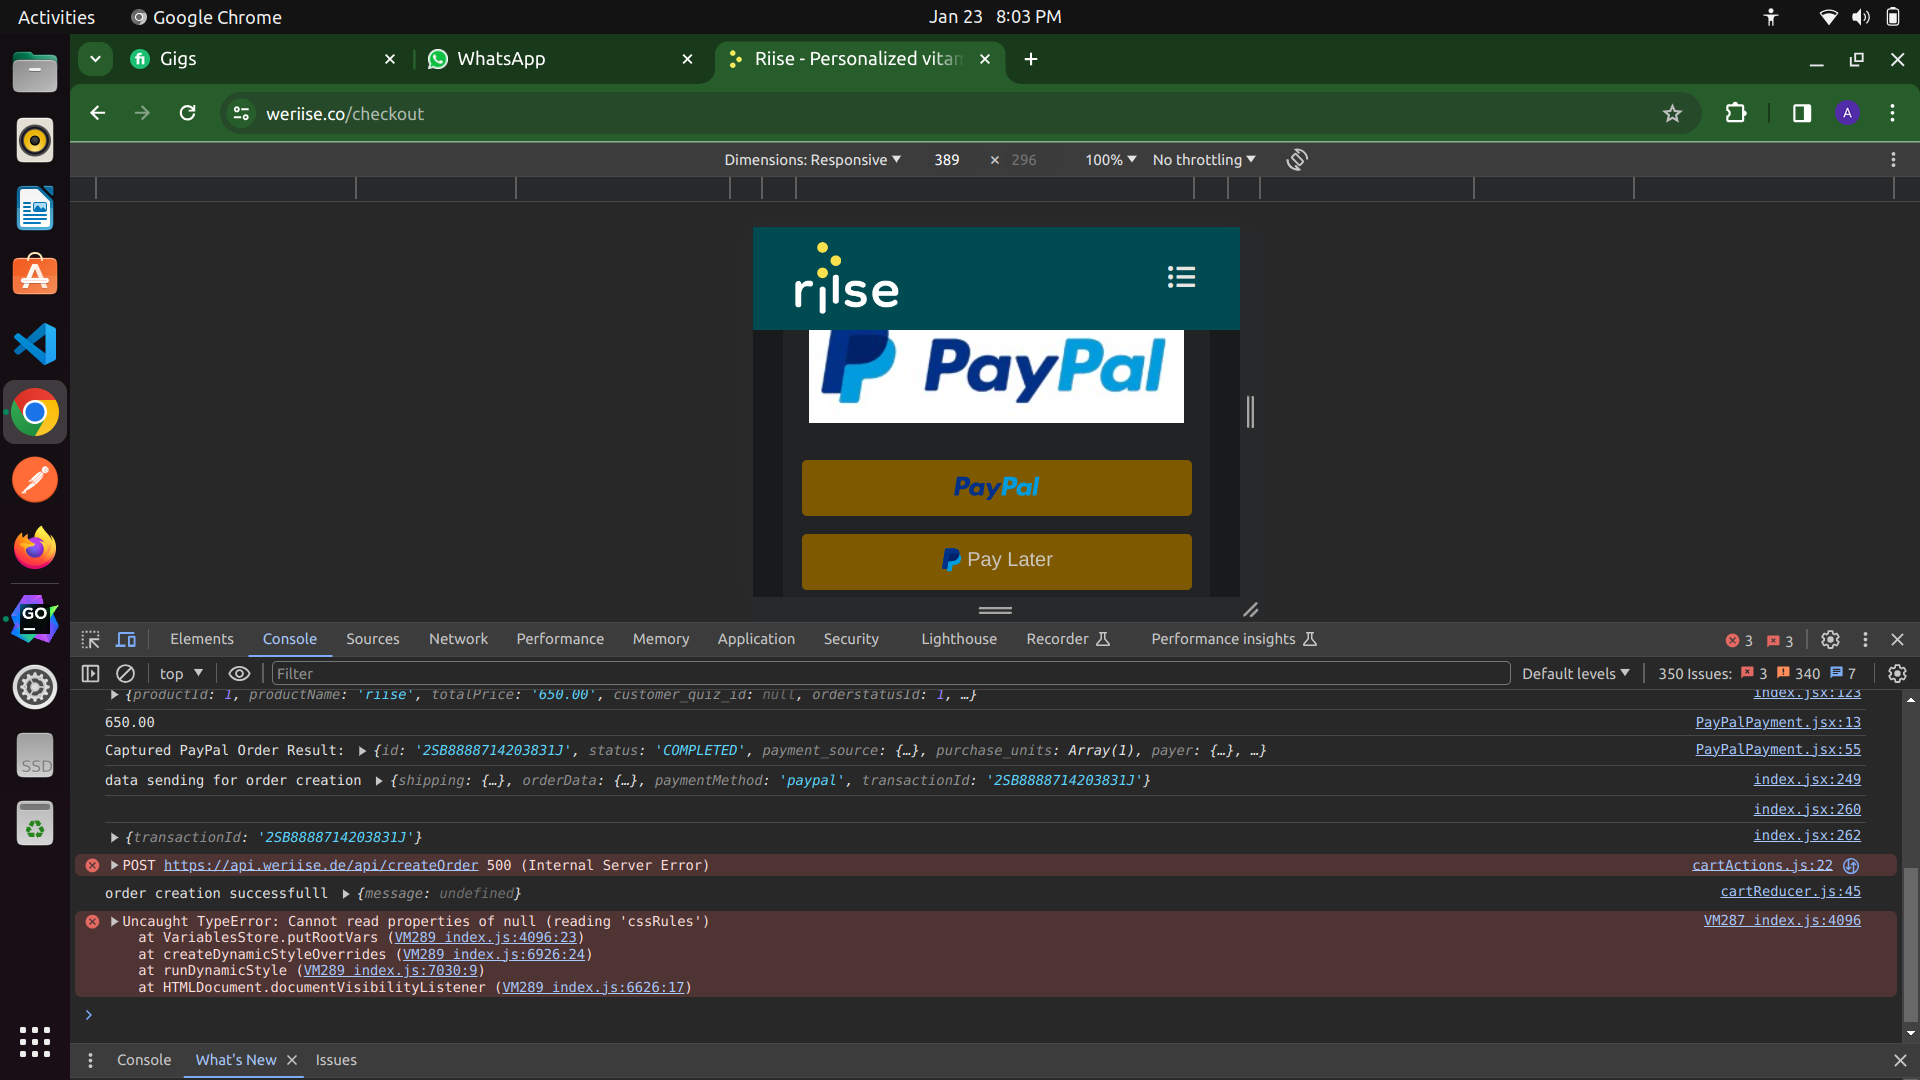 Activities
Google Chrome
Jan 23 8:03 PM
Gigs
WhatsApp
Riise - Personalized vitam
weriise.co/checkout
A
Dimensions: Responsive
389 × 296
100%
No throttling
riise
PayPal
PayPal
Pay Later
GO
SSD
Elements
Console
Sources
Network
Performance
Memory
Application
Security
Lighthouse
Recorder
Performance insights
3
3
top
Filter
Default levels
350 Issues: 3 340 7
{productId: 1, productName: 'riise', totalPrice: '650.00', customer_quiz_id: null, orderstatusId: 1, …} index.jsx:123
650.00 PayPalPayment.jsx:13
Captured PayPal Order Result: {id: '2SB8888714203831J', status: 'COMPLETED', payment_source: {…}, purchase_units: Array(1), payer: {…}, …} PayPalPayment.jsx:55
data sending for order creation {shipping: {…}, orderData: {…}, paymentMethod: 'paypal', transactionId: '2SB8888714203831J'} index.jsx:249
index.jsx:260
{transactionId: '2SB8888714203831J'} index.jsx:262
POST https://api.weriise.de/api/createOrder 500 (Internal Server Error) cartActions.js:22
order creation successfulll {message: undefined} cartReducer.js:45
Uncaught TypeError: Cannot read properties of null (reading 'cssRules') VM287 index.js:4096
at VariablesStore.putRootVars (VM289 index.js:4096:23)
at createDynamicStyleOverrides (VM289 index.js:6926:24)
at runDynamicStyle (VM289 index.js:7030:9)
at HTMLDocument.documentVisibilityListener (VM289 index.js:6626:17)
Console
What's New
Issues